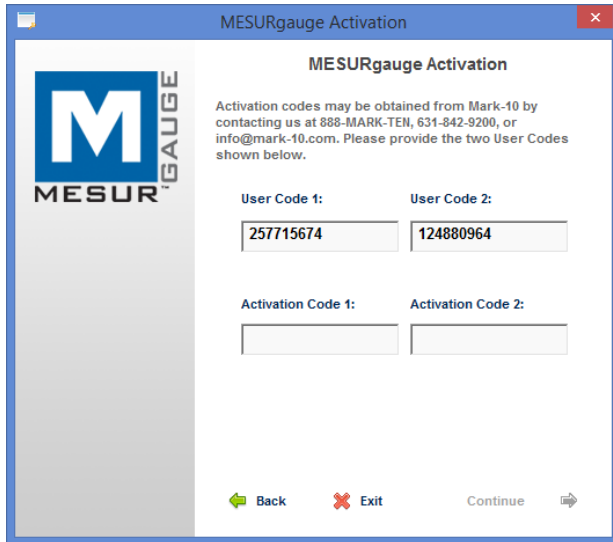 MESURgauge Activation
M
GAUGE
MESUR™
MESURgauge Activation
Activation codes may be obtained from Mark-10 by
contacting us at 888-MARK-TEN, 631-842-9200, or
info@mark-10.com. Please provide the two User Codes
shown below.
User Code 1: User Code 2:
257715674 124880964
Activation Code 1: Activation Code 2:
Back Exit Continue